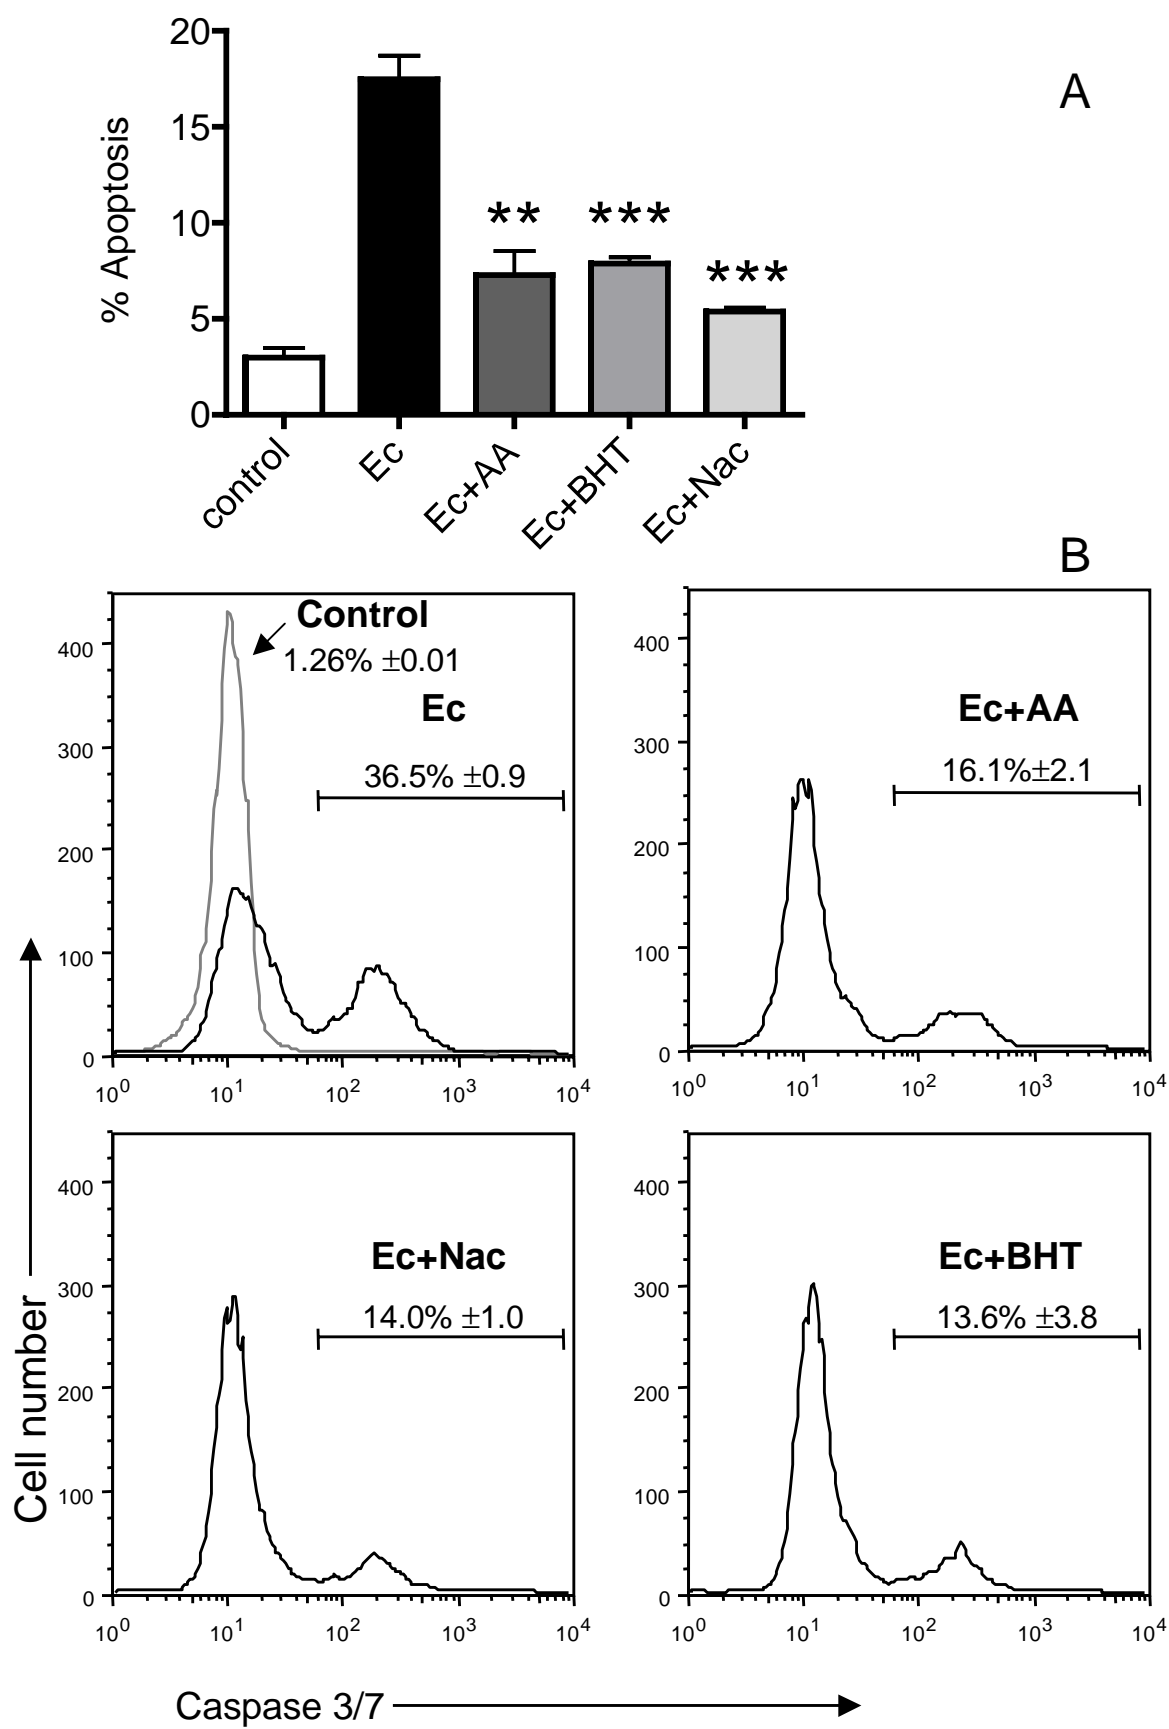 A
20
15
10
5
0
% Apoptosis
**
***
***
control
Ec
Ec+AA
Ec+BHT
Ec+Nac
B
Control
1.26% ±0.01
Ec
36.5% ±0.9
400
300
200
100
0
10^0 10^1 10^2 10^3 10^4
Ec+AA
16.1%±2.1
400
300
200
100
0
10^0 10^1 10^2 10^3 10^4
Ec+Nac
14.0% ±1.0
400
300
200
100
0
10^0 10^1 10^2 10^3 10^4
Ec+BHT
13.6% ±3.8
400
300
200
100
0
10^0 10^1 10^2 10^3 10^4
Cell number
Caspase 3/7